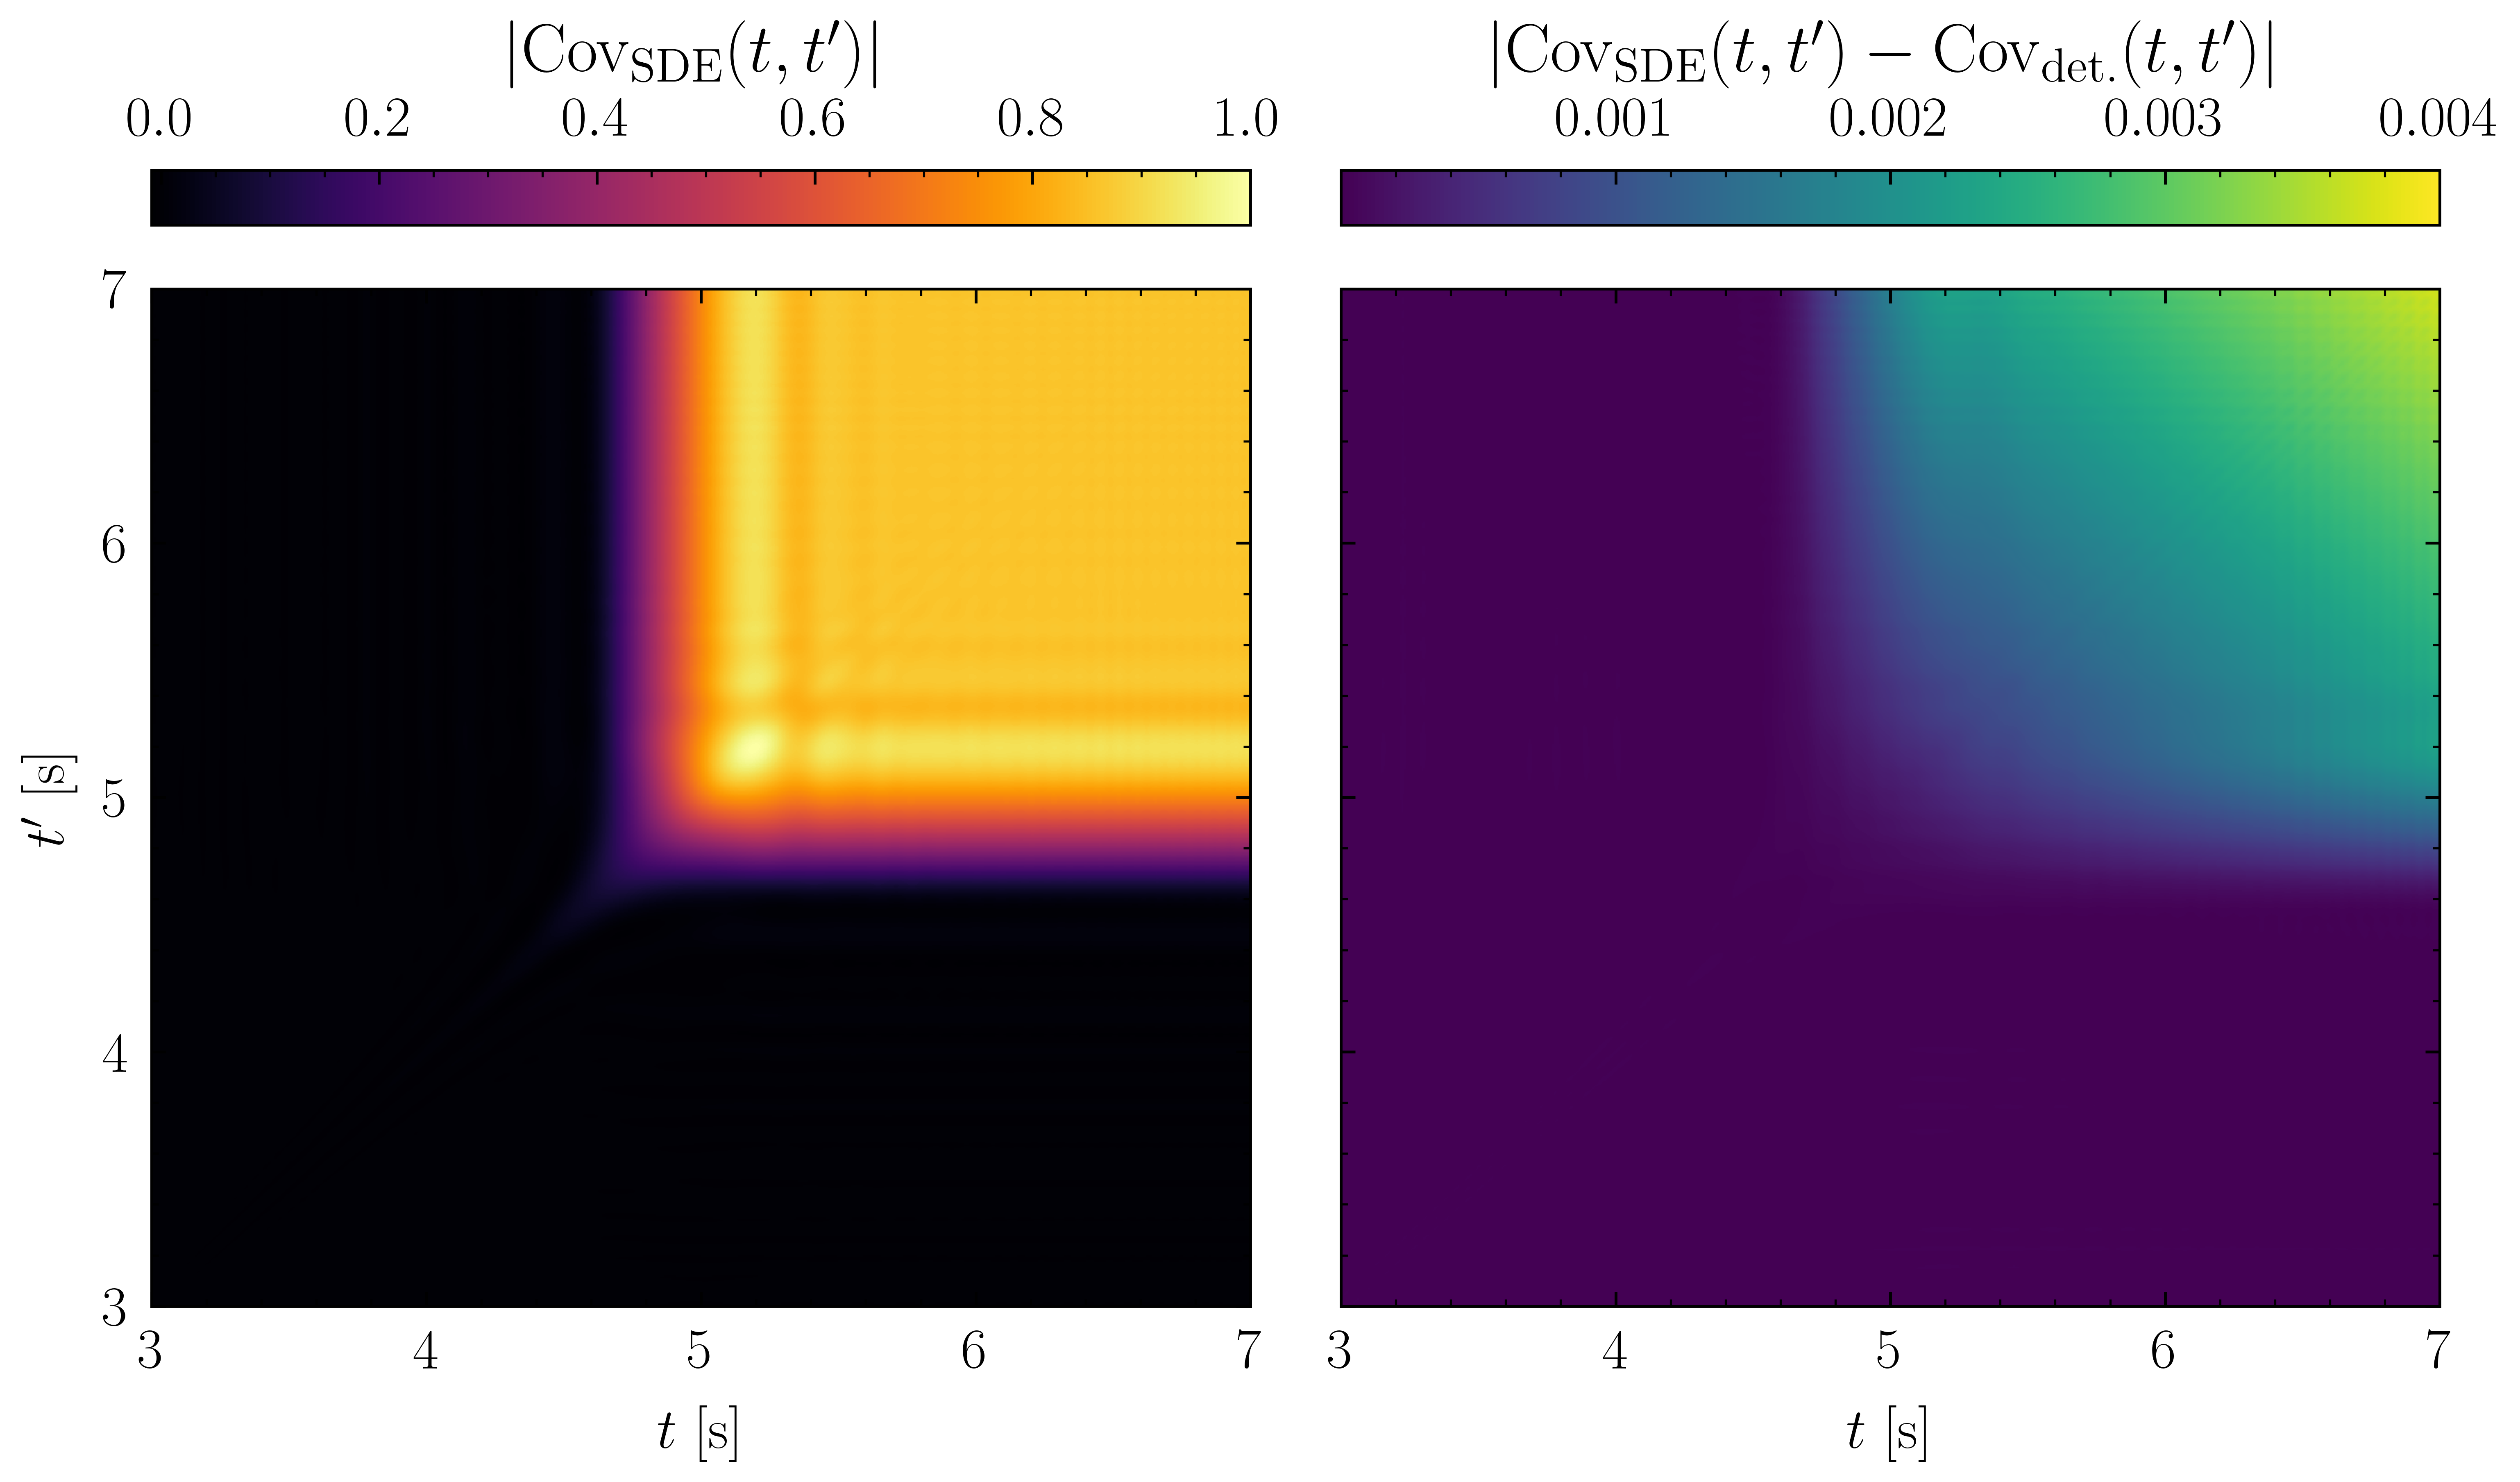 |Cov_SDE(t, t′)|
0.0 0.2 0.4 0.6 0.8 1.0
|Cov_SDE(t, t′) − Cov_det.(t, t′)|
0.001 0.002 0.003 0.004
7
6
5
4
3
t′ [s]
3 4 5 6 7
t [s]
3 4 5 6 7
t [s]